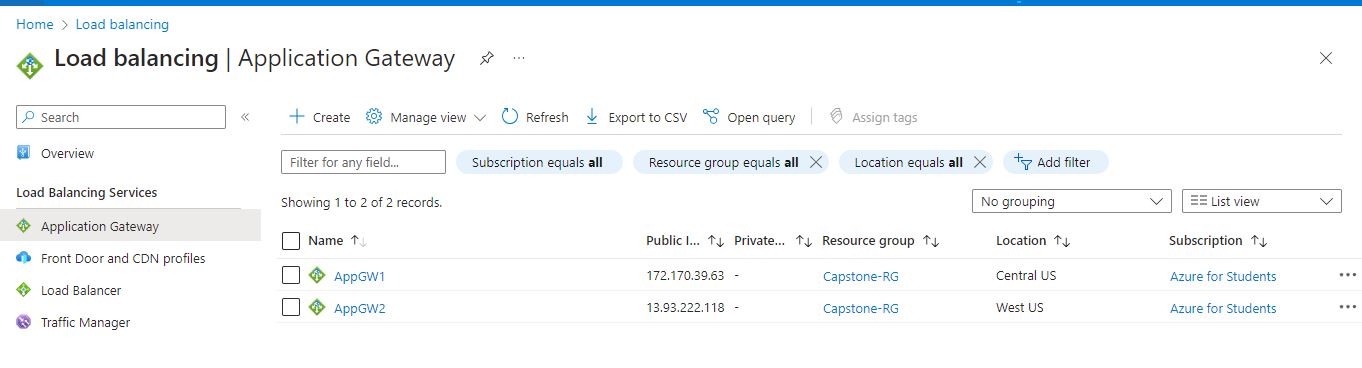 Home > Load balancing
Load balancing | Application Gateway ...
Search «
Overview
Load Balancing Services
Application Gateway
Front Door and CDN profiles
Load Balancer
Traffic Manager
+ Create Manage view Refresh Export to CSV Open query Assign tags
Filter for any field... Subscription equals all Resource group equals all Location equals all Add filter
Showing 1 to 2 of 2 records. No grouping List view
Name Public I... Private... Resource group Location Subscription
AppGW1 172.170.39.63 - Capstone-RG Central US Azure for Students ...
AppGW2 13.93.222.118 - Capstone-RG West US Azure for Students ...